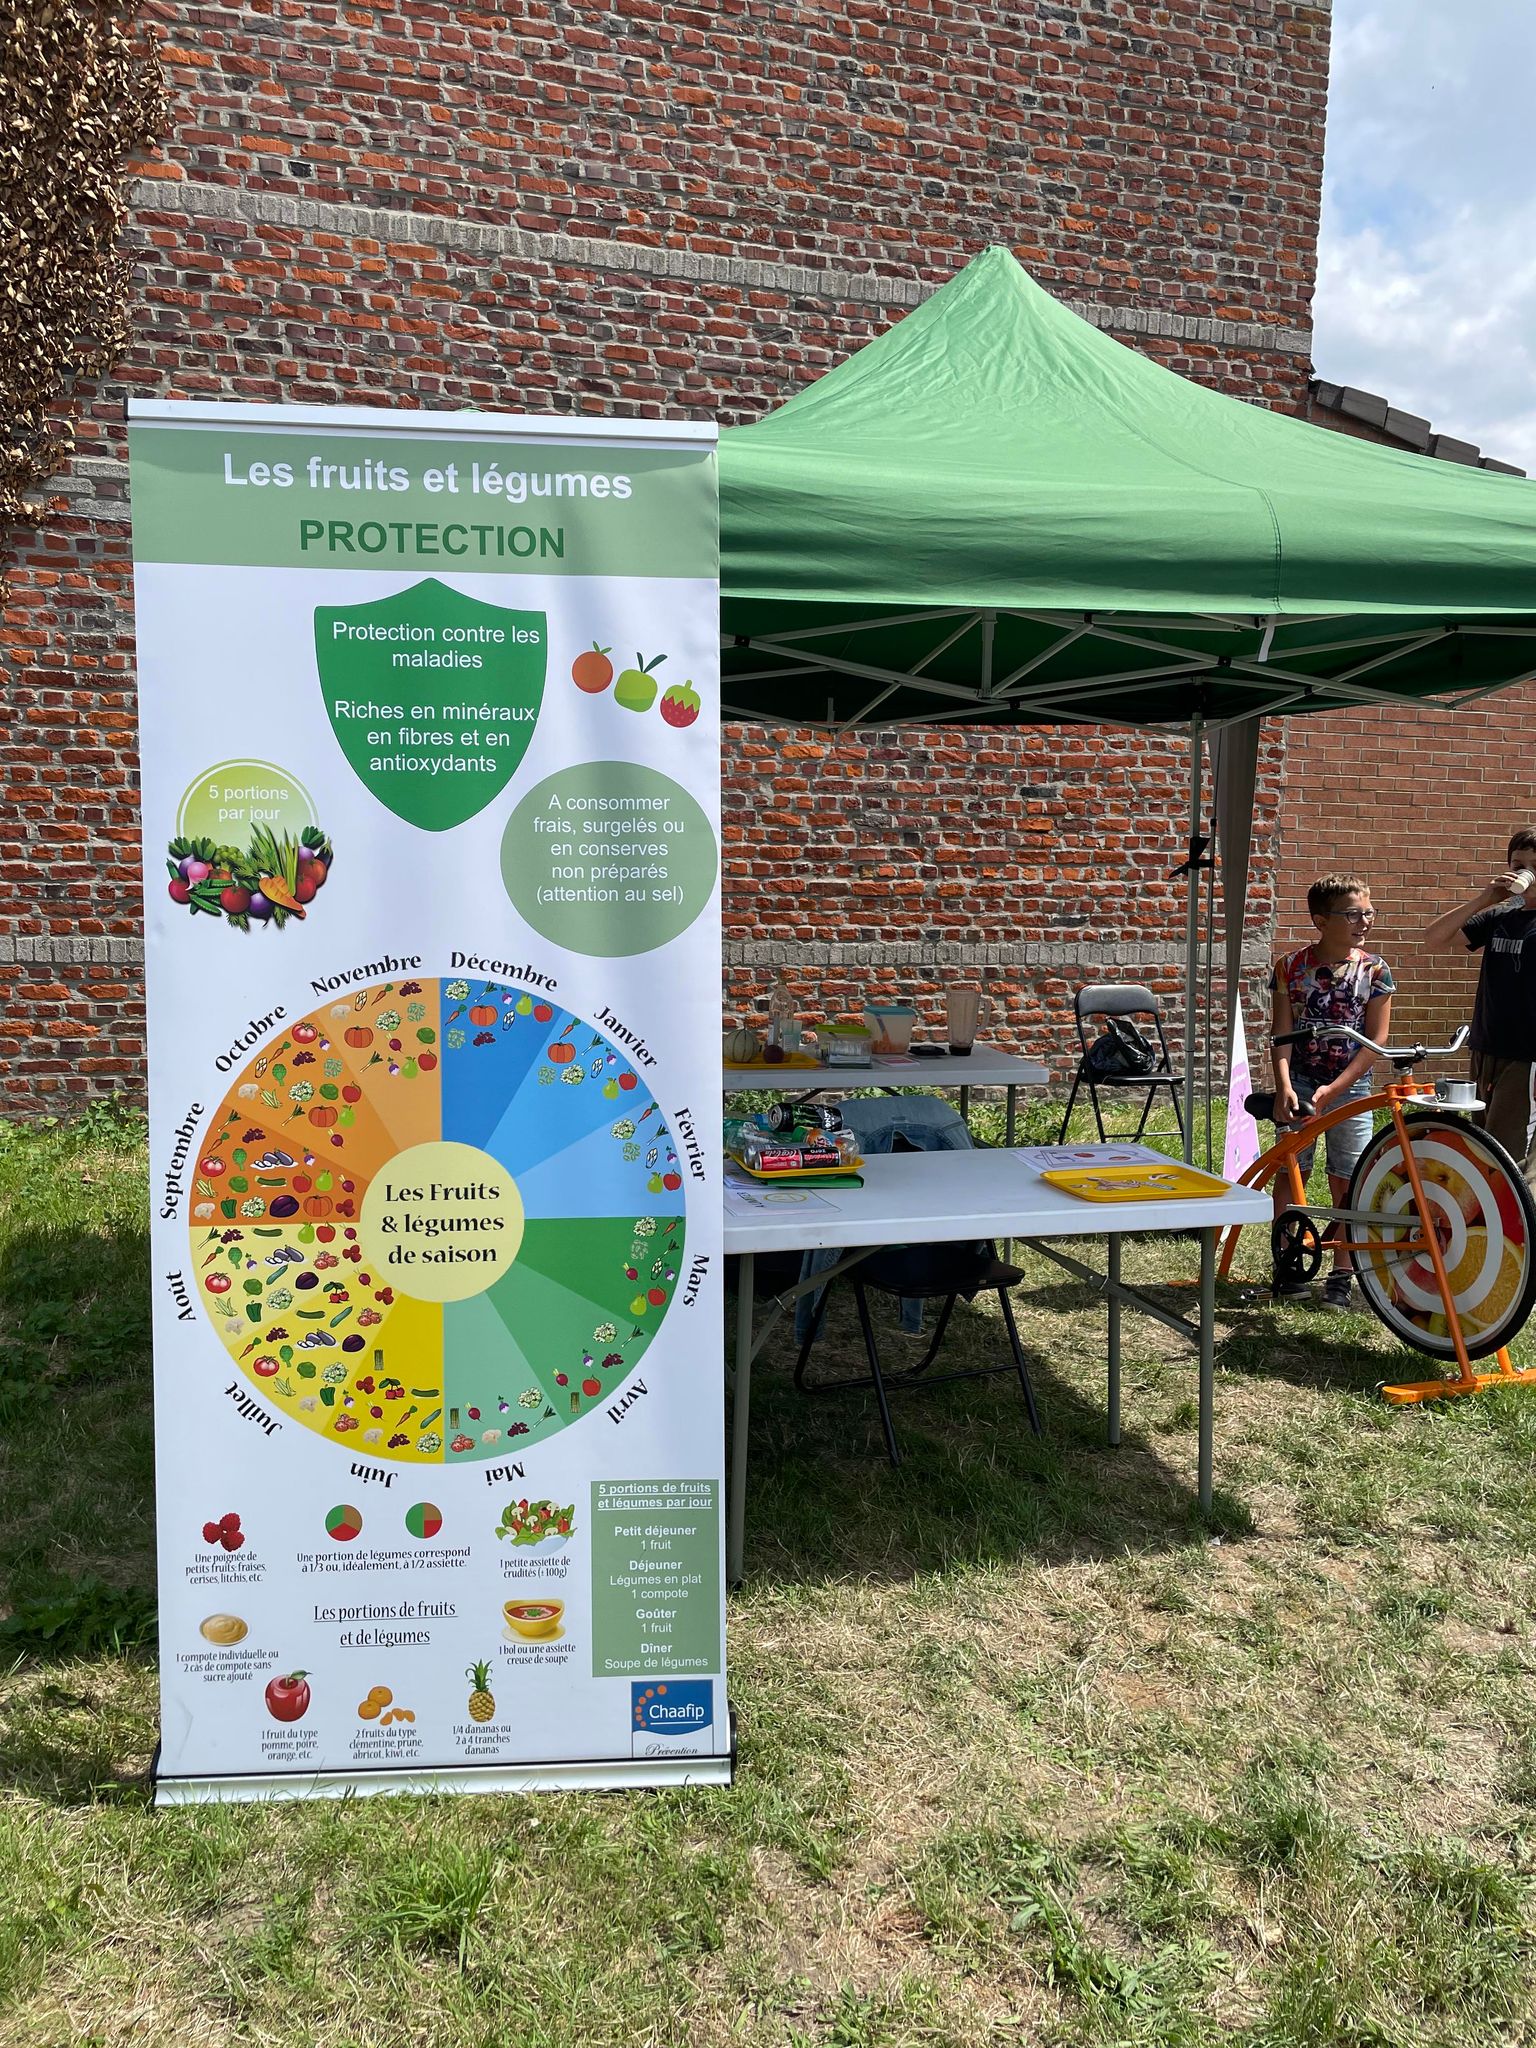 Les fruits et légumes
PROTECTION
Protection contre les
maladies
Riches en minéraux,
en fibres et en
antioxydants
5 portions
par jour
A consommer
frais, surgelés ou
en conserves
non préparés
(attention au sel)
Novembre
Décembre
Octobre
Janvier
Septembre
Février
Août
Mars
Juillet
Avril
Juin
Mai
Les Fruits
& légumes
de saison
Une poignée de
petits fruits: fraises,
cerises, litchis, etc.
Une portion de légumes correspond
à 1/3 ou, idéalement, à 1/2 assiette.
1 petite assiette de
crudités (± 100g)
Les portions de fruits
et de légumes
1 compote individuelle ou
2 càs de compote sans
sucre ajouté
1 bol ou une assiette
creuse de soupe
1 fruit du type
pomme, poire,
orange, etc.
2 fruits du type
clémentine, prune,
abricot, kiwi, etc.
1/4 d'ananas ou
2 à 4 tranches
d'ananas
5 portions de fruits
et légumes par jour
Petit déjeuner
1 fruit
Déjeuner
Légumes en plat
1 compote
Goûter
1 fruit
Dîner
Soupe de légumes
Chaafip
Prévention
PUMA